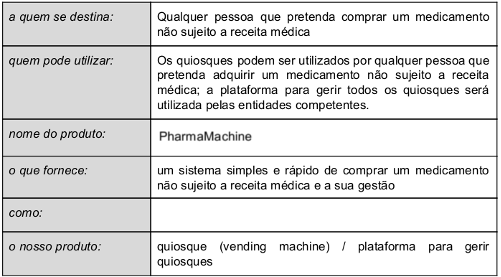 a quem se destina:
Qualquer pessoa que pretenda comprar um medicamento
não sujeito a receita médica
quem pode utilizar:
Os quiosques podem ser utilizados por qualquer pessoa que
pretenda adquirir um medicamento não sujeito a receita
médica; a plataforma para gerir todos os quiosques será
utilizada pelas entidades competentes.
nome do produto:
PharmaMachine
o que fornece:
um sistema simples e rápido de comprar um medicamento
não sujeito a receita médica e a sua gestão
como:
o nosso produto:
quiosque (vending machine) / plataforma para gerir
quiosques